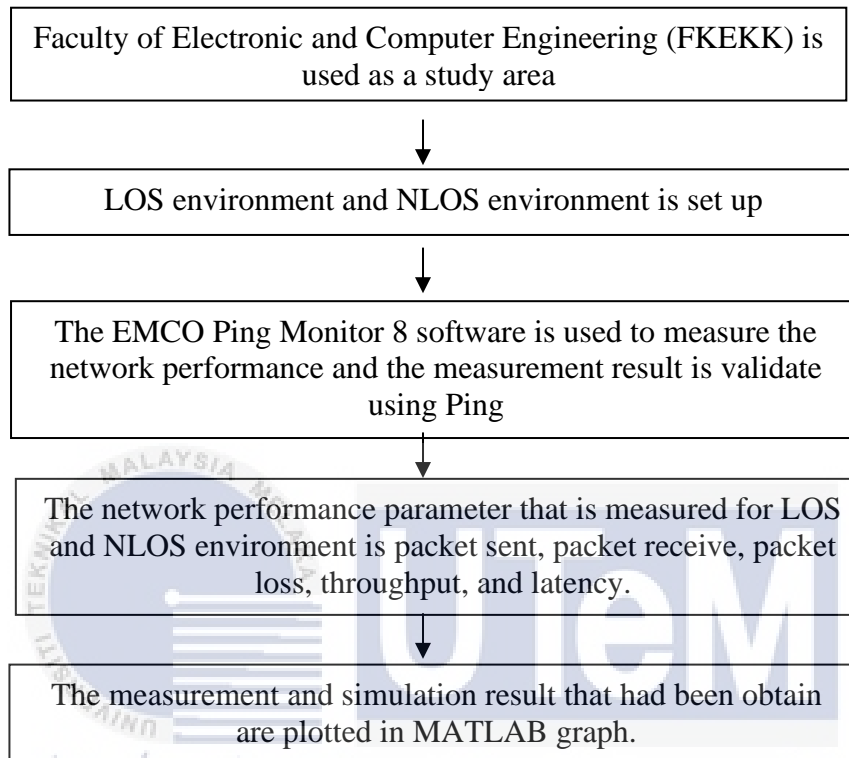 Faculty of Electronic and Computer Engineering (FKEKK) is
used as a study area
LOS environment and NLOS environment is set up
The EMCO Ping Monitor 8 software is used to measure the
network performance and the measurement result is validate
using Ping
The network performance parameter that is measured for LOS
and NLOS environment is packet sent, packet receive, packet
loss, throughput, and latency.
The measurement and simulation result that had been obtain
are plotted in MATLAB graph.
UTeM